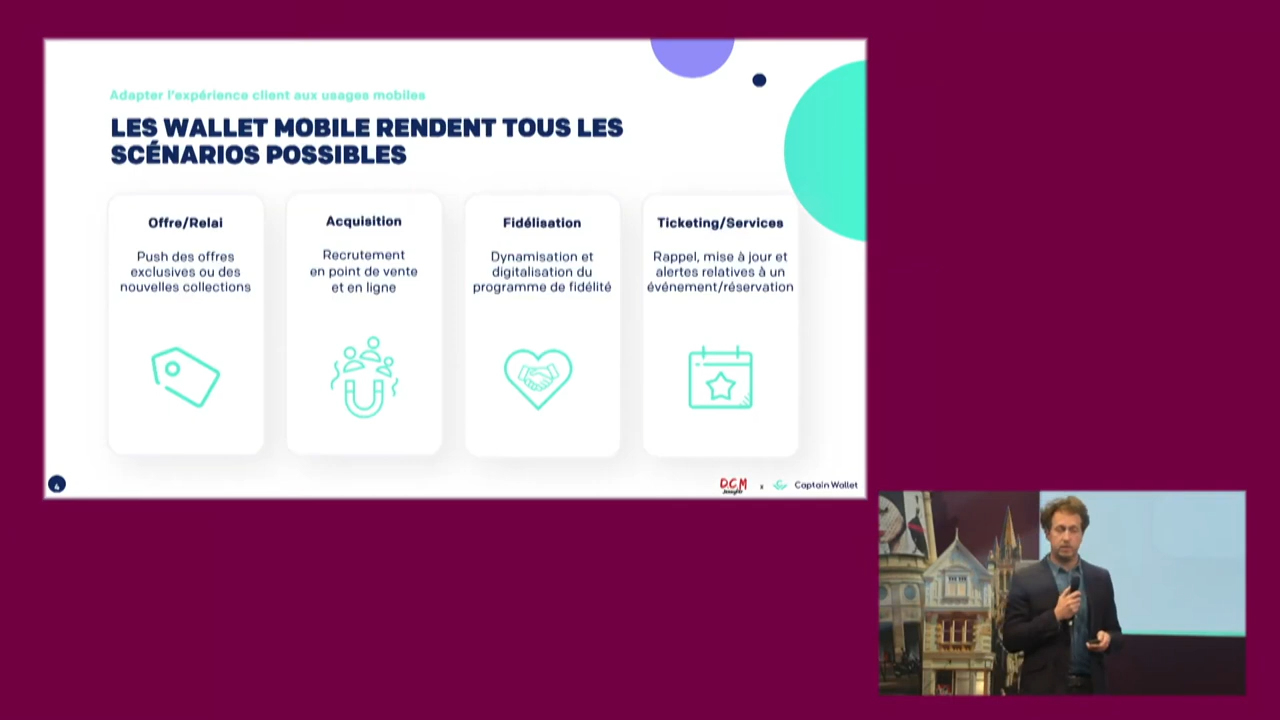 Adapter l'expérience client aux usages mobiles
LES WALLET MOBILE RENDENT TOUS LES
SCÉNARIOS POSSIBLES
Offre/Relai
Push des offres
exclusives ou des
nouvelles collections
Acquisition
Recrutement
en point de vente
et en ligne
Fidélisation
Dynamisation et
digitalisation du
programme de fidélité
Ticketing/Services
Rappel, mise à jour et
alertes relatives à un
événement/réservation
4
DCM
x
Captain Wallet